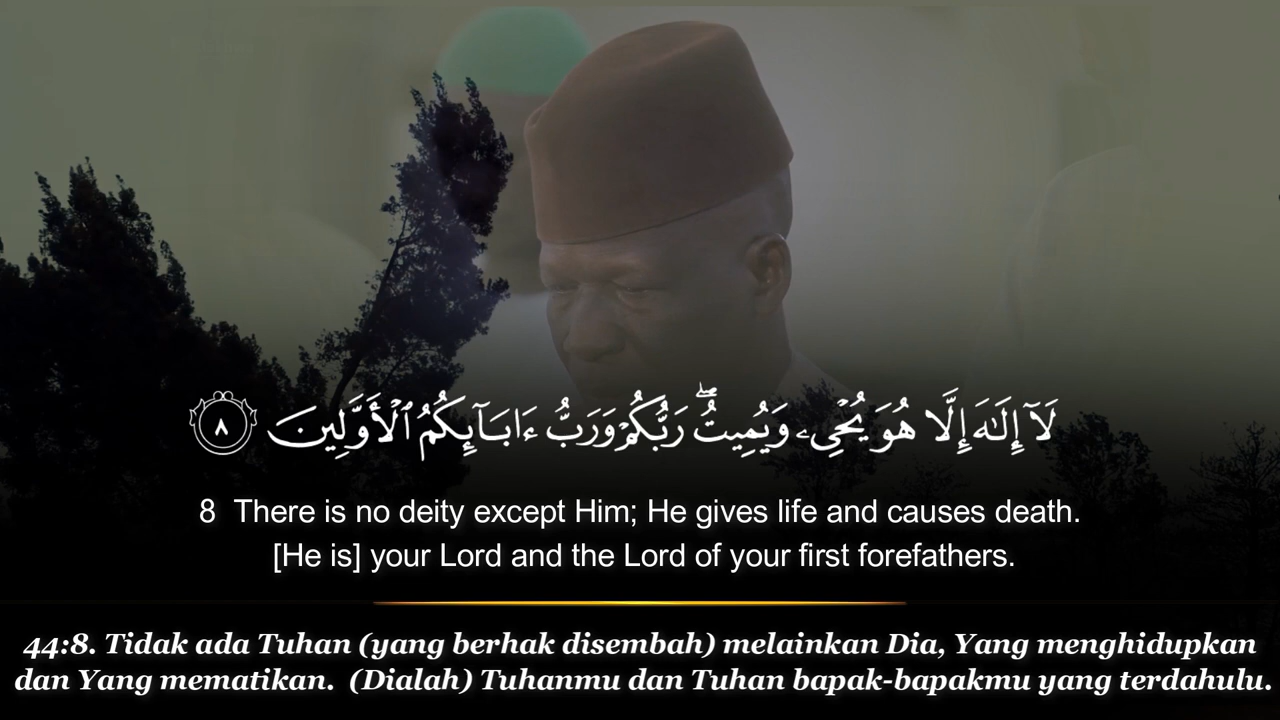 لَآ إِلَٰهَ إِلَّا هُوَ يُحْىِۦ وَيُمِيتُ ۖ رَبُّكُمْ وَرَبُّ ءَابَآئِكُمُ ٱلْأَوَّلِينَ ٨
8 There is no deity except Him; He gives life and causes death.
[He is] your Lord and the Lord of your first forefathers.
44:8. Tidak ada Tuhan (yang berhak disembah) melainkan Dia, Yang menghidupkan
dan Yang mematikan. (Dialah) Tuhanmu dan Tuhan bapak-bapakmu yang terdahulu.